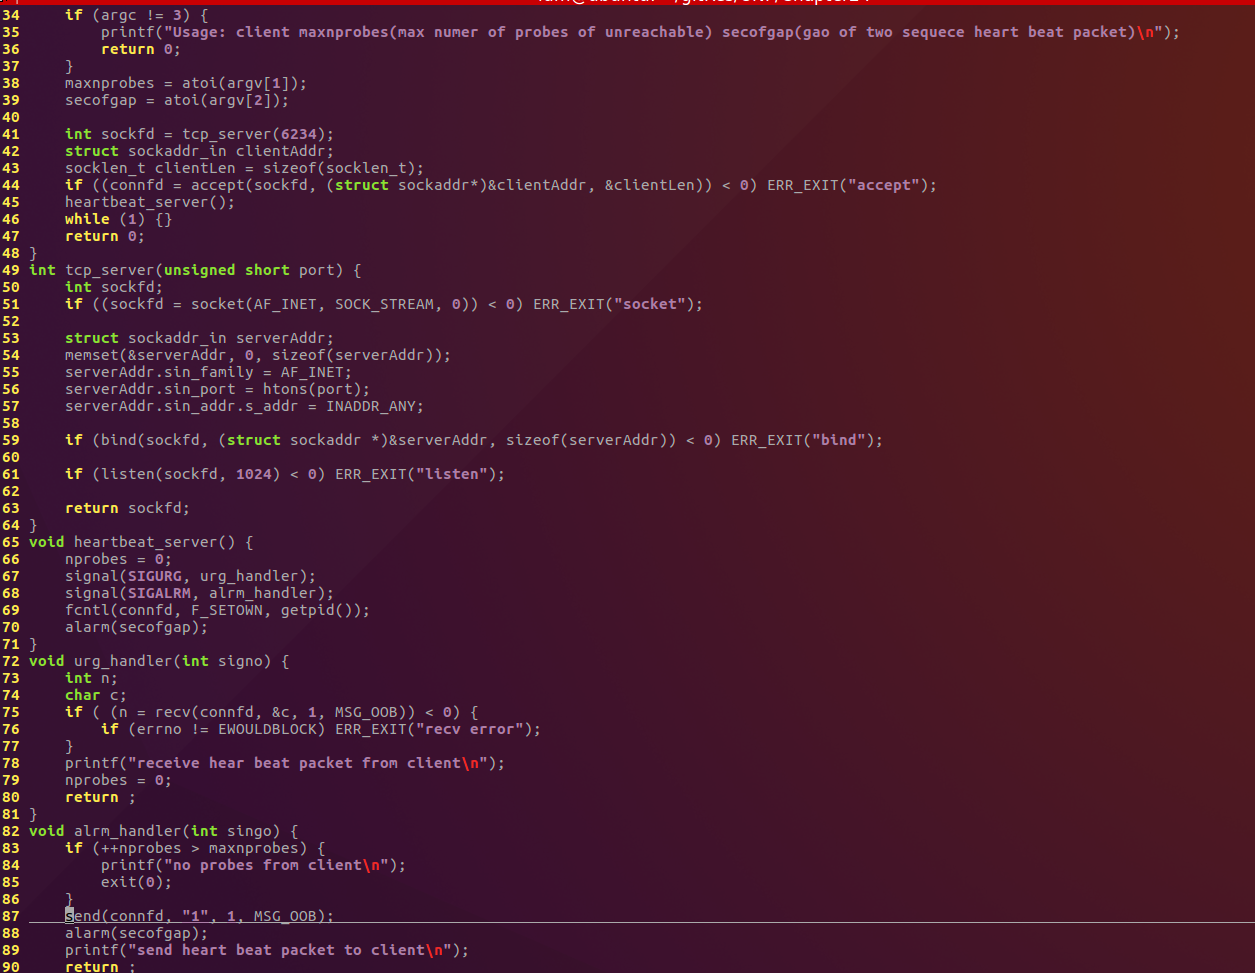 34     if (argc != 3) {
35         printf("Usage: client maxnprobes(max numer of probes of unreachable) secofgap(gao of two sequece heart beat packet)\n");
36         return 0;
37     }
38     maxnprobes = atoi(argv[1]);
39     secofgap = atoi(argv[2]);
40
41     int sockfd = tcp_server(6234);
42     struct sockaddr_in clientAddr;
43     socklen_t clientLen = sizeof(socklen_t);
44     if ((connfd = accept(sockfd, (struct sockaddr*)&clientAddr, &clientLen)) < 0) ERR_EXIT("accept");
45     heartbeat_server();
46     while (1) {}
47     return 0;
48 }
49 int tcp_server(unsigned short port) {
50     int sockfd;
51     if ((sockfd = socket(AF_INET, SOCK_STREAM, 0)) < 0) ERR_EXIT("socket");
52
53     struct sockaddr_in serverAddr;
54     memset(&serverAddr, 0, sizeof(serverAddr));
55     serverAddr.sin_family = AF_INET;
56     serverAddr.sin_port = htons(port);
57     serverAddr.sin_addr.s_addr = INADDR_ANY;
58
59     if (bind(sockfd, (struct sockaddr *)&serverAddr, sizeof(serverAddr)) < 0) ERR_EXIT("bind");
60
61     if (listen(sockfd, 1024) < 0) ERR_EXIT("listen");
62
63     return sockfd;
64 }
65 void heartbeat_server() {
66     nprobes = 0;
67     signal(SIGURG, urg_handler);
68     signal(SIGALRM, alrm_handler);
69     fcntl(connfd, F_SETOWN, getpid());
70     alarm(secofgap);
71 }
72 void urg_handler(int signo) {
73     int n;
74     char c;
75     if ( (n = recv(connfd, &c, 1, MSG_OOB)) < 0) {
76         if (errno != EWOULDBLOCK) ERR_EXIT("recv error");
77     }
78     printf("receive hear beat packet from client\n");
79     nprobes = 0;
80     return ;
81 }
82 void alrm_handler(int singo) {
83     if (++nprobes > maxnprobes) {
84         printf("no probes from client\n");
85         exit(0);
86     }
87     send(connfd, "1", 1, MSG_OOB);
88     alarm(secofgap);
89     printf("send heart beat packet to client\n");
90     return ;